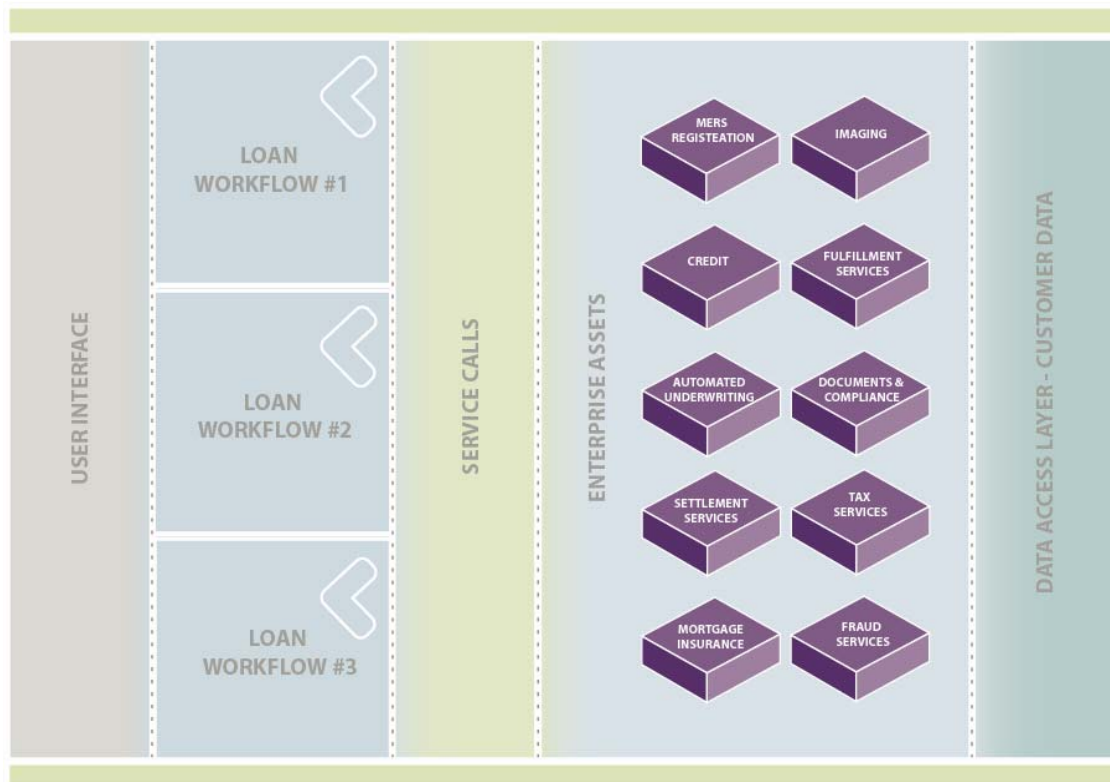 USER INTERFACE
LOAN
WORKFLOW #1
LOAN
WORKFLOW #2
LOAN
WORKFLOW #3
SERVICE CALLS
ENTERPRISE ASSETS
MERS
REGISTEATION
IMAGING
CREDIT
FULFILLMENT
SERVICES
AUTOMATED
UNDERWRITING
DOCUMENTS &
COMPLIANCE
SETTLEMENT
SERVICES
TAX
SERVICES
MORTGAGE
INSURANCE
FRAUD
SERVICES
DATA ACCESS LAYER - CUSTOMER DATA